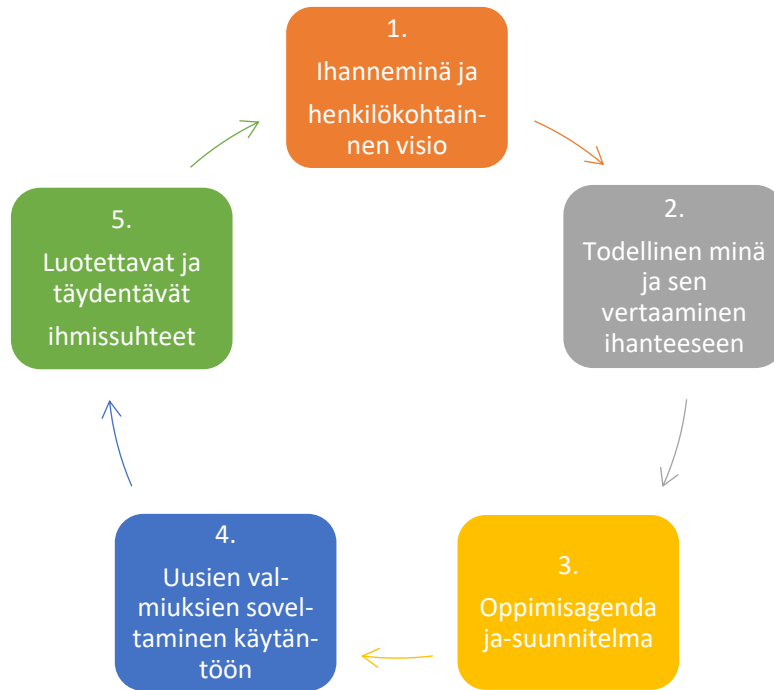 1.
Ihanneminä ja
henkilökohtain-
nen visio
2.
Todellinen minä
ja sen
vertaaminen
ihanteeseen
3.
Oppimisagenda
ja-suunnitelma
4.
Uusien val-
miuksien sovel-
taminen käytän-
töön
5.
Luotettavat ja
täydentävät
ihmissuhteet